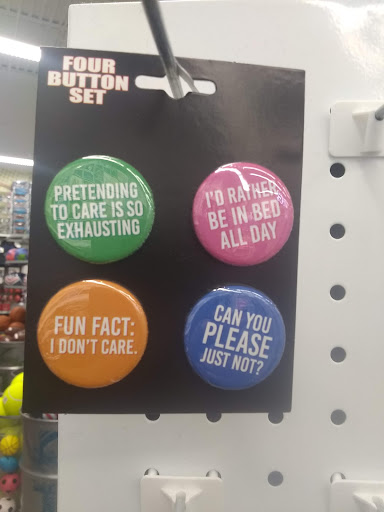 FOUR
BUTTON
SET
PRETENDING
TO CARE IS SO
EXHAUSTING
I'D RATHER
BE IN BED
ALL DAY
FUN FACT:
I DON'T CARE.
CAN YOU
PLEASE
JUST NOT?